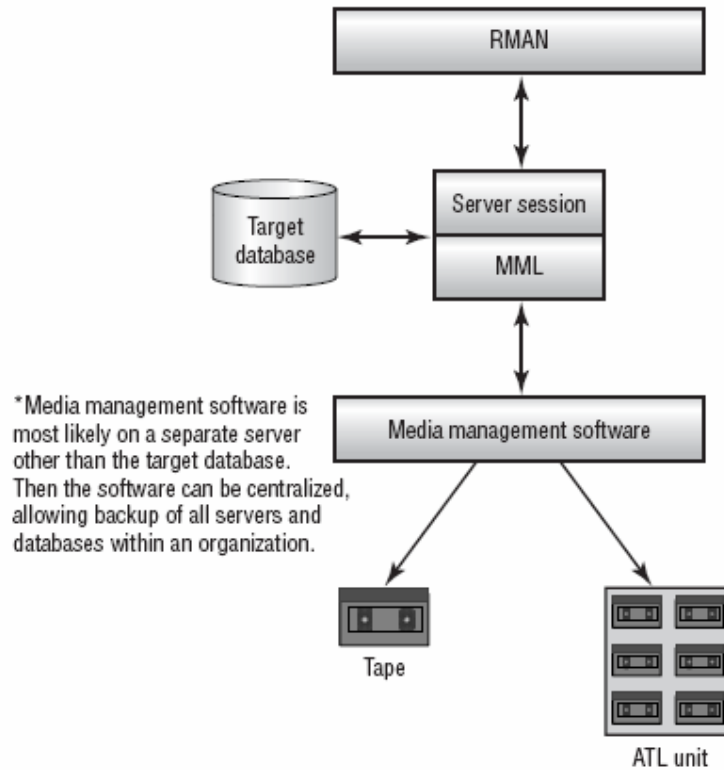 RMAN
Server session
Target
database
MML
*Media management software is
most likely on a separate server
other than the target database.
Then the software can be centralized,
allowing backup of all servers and
databases within an organization.
Media management software
Tape
ATL unit